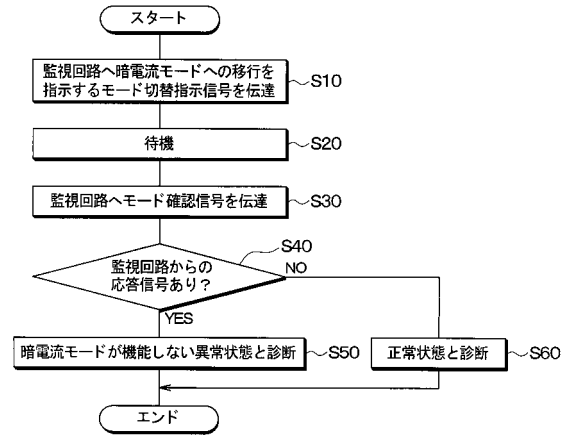 スタート
監視回路へ暗電流モードへの移行を
指示するモード切替指示信号を伝達
S10
待機
S20
監視回路へモード確認信号を伝達
S30
S40
監視回路からの
応答信号あり？
NO
YES
暗電流モードが機能しない異常状態と診断
S50
正常状態と診断
S60
エンド